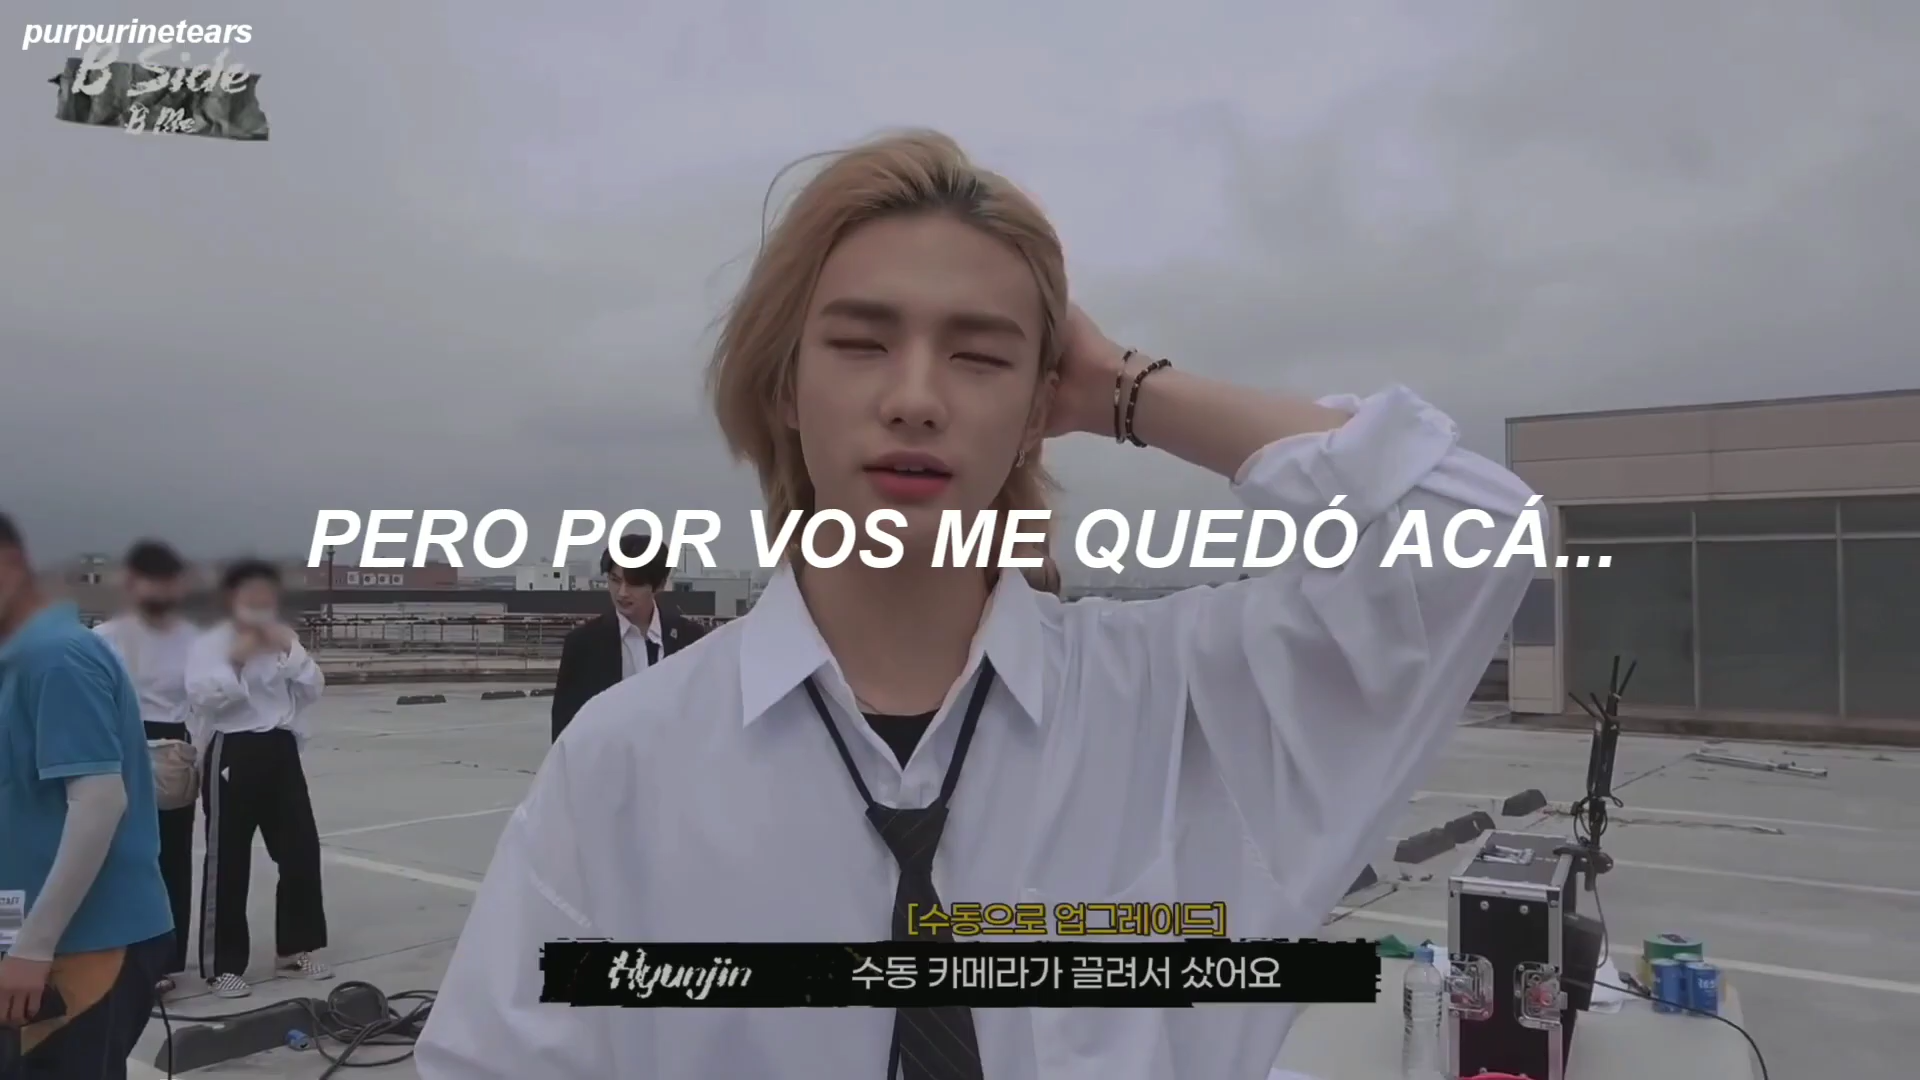 purpurinetears
B Side
B Me
PERO POR VOS ME QUEDÓ ACÁ...
[수동으로 업그레이드]
Hyunjin
수동 카메라가 끌려서 샀어요